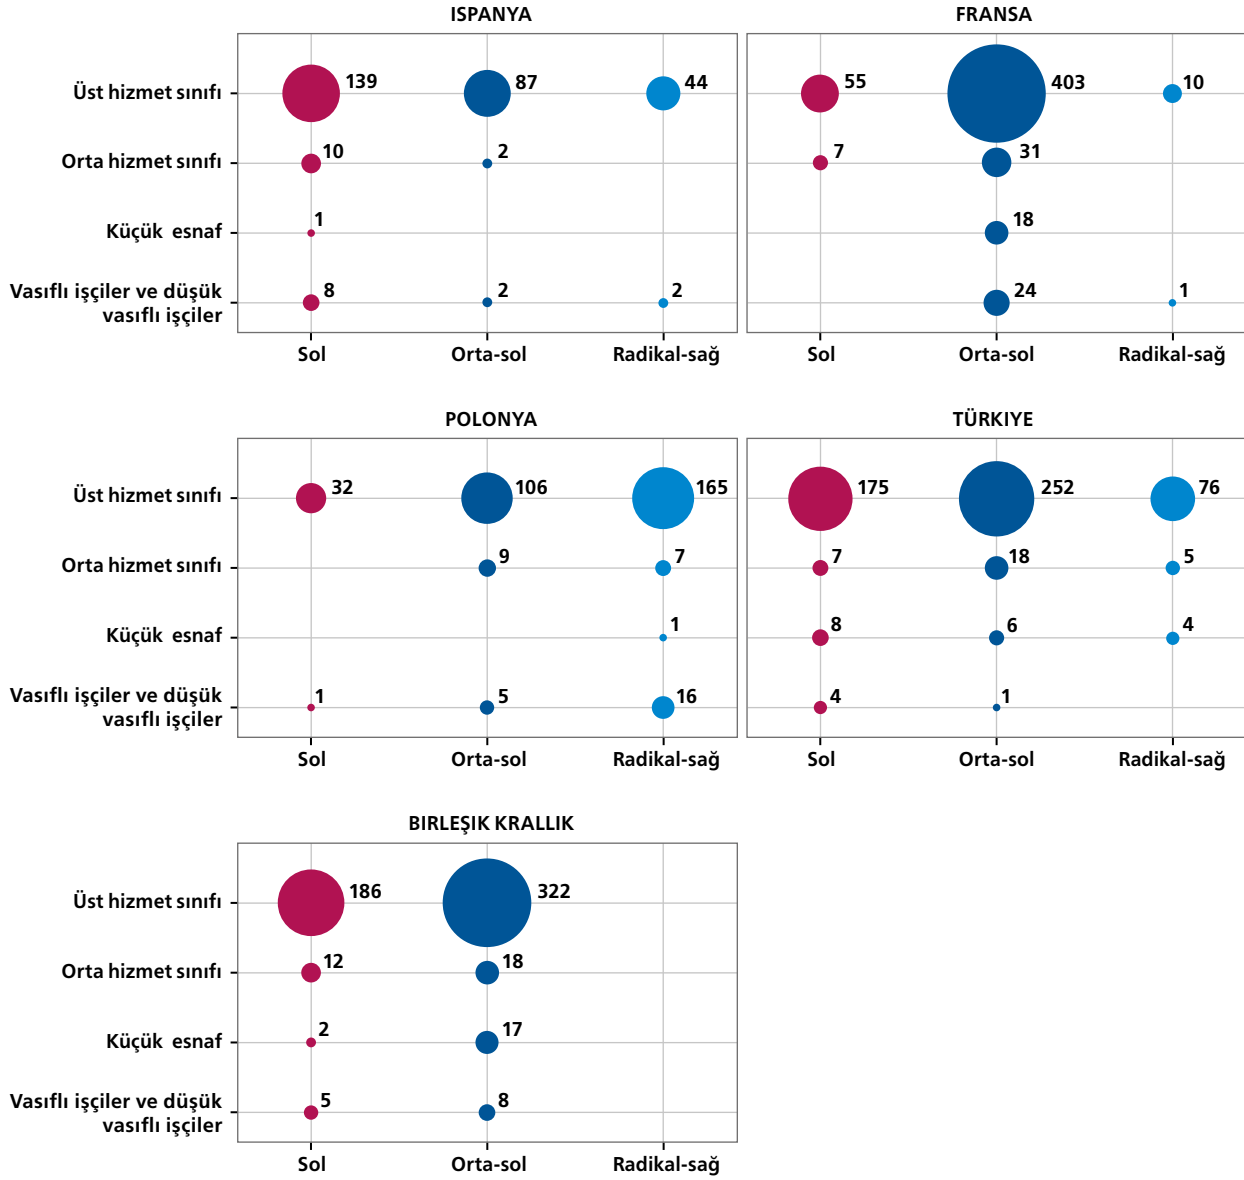 ISPANYA
Üst hizmet sınıfı
139
87
44
Orta hizmet sınıfı
10
2
Küçük esnaf
1
Vasıflı işçiler ve düşük
vasıflı işçiler
8
2
2
Sol
Orta-sol
Radikal-sağ
FRANSA
55
403
10
7
31
18
24
1
Sol
Orta-sol
Radikal-sağ
POLONYA
Üst hizmet sınıfı
32
106
165
Orta hizmet sınıfı
9
7
Küçük esnaf
1
Vasıflı işçiler ve düşük
vasıflı işçiler
1
5
16
Sol
Orta-sol
Radikal-sağ
TÜRKIYE
175
252
76
7
18
5
8
6
4
4
1
Sol
Orta-sol
Radikal-sağ
BIRLEŞIK KRALLIK
Üst hizmet sınıfı
186
322
Orta hizmet sınıfı
12
18
Küçük esnaf
2
17
Vasıflı işçiler ve düşük
vasıflı işçiler
5
8
Sol
Orta-sol
Radikal-sağ